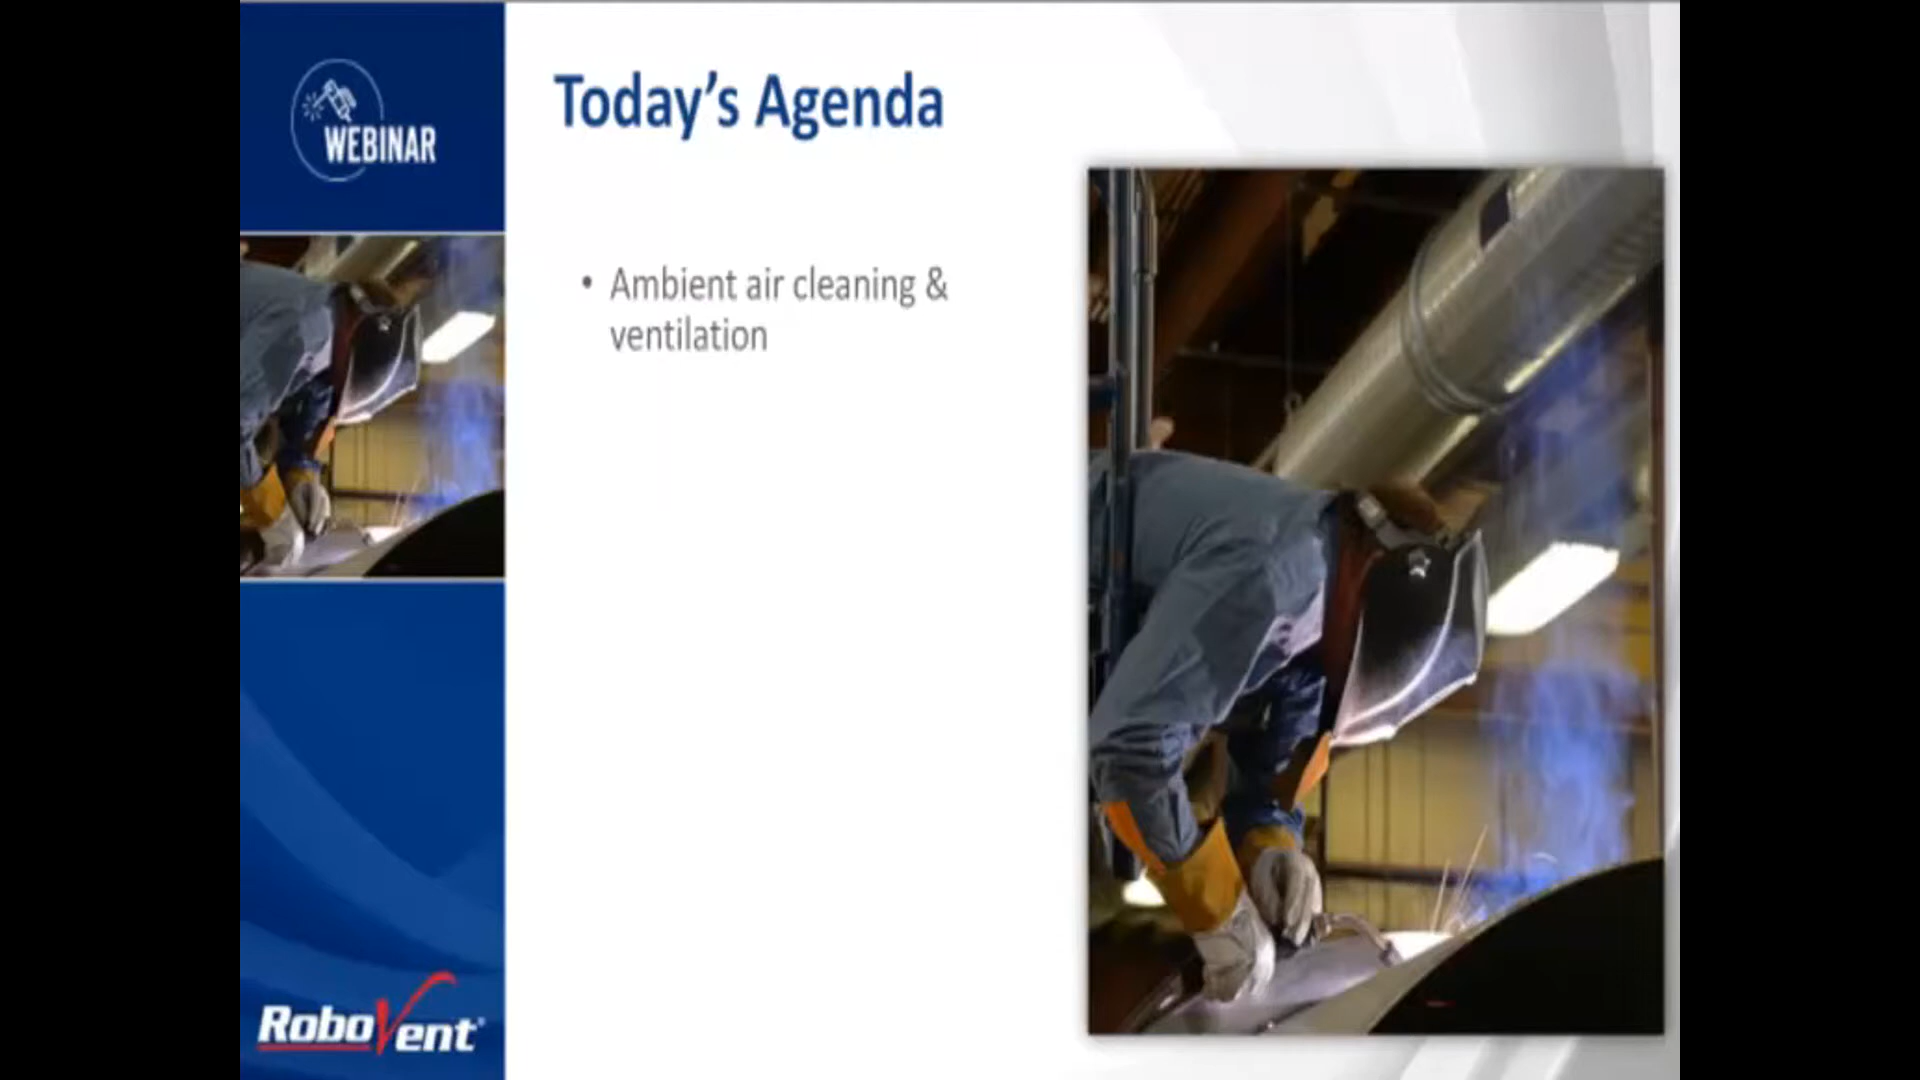 WEBINAR
Today's Agenda
• Ambient air cleaning &
ventilation
RoboVent